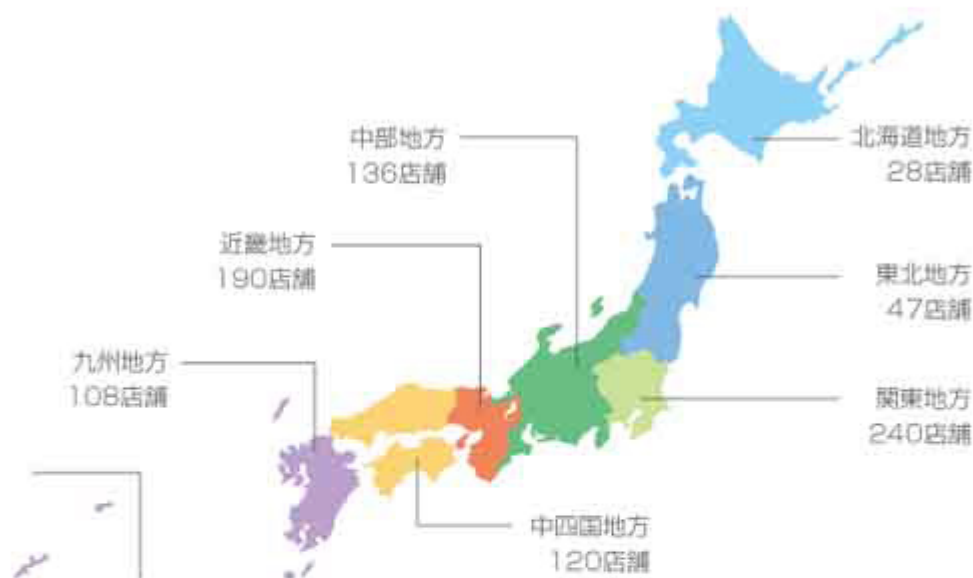 中部地方
136店舗
北海道地方
28店舗
近畿地方
190店舗
東北地方
47店舗
九州地方
108店舗
関東地方
240店舗
中四国地方
120店舗